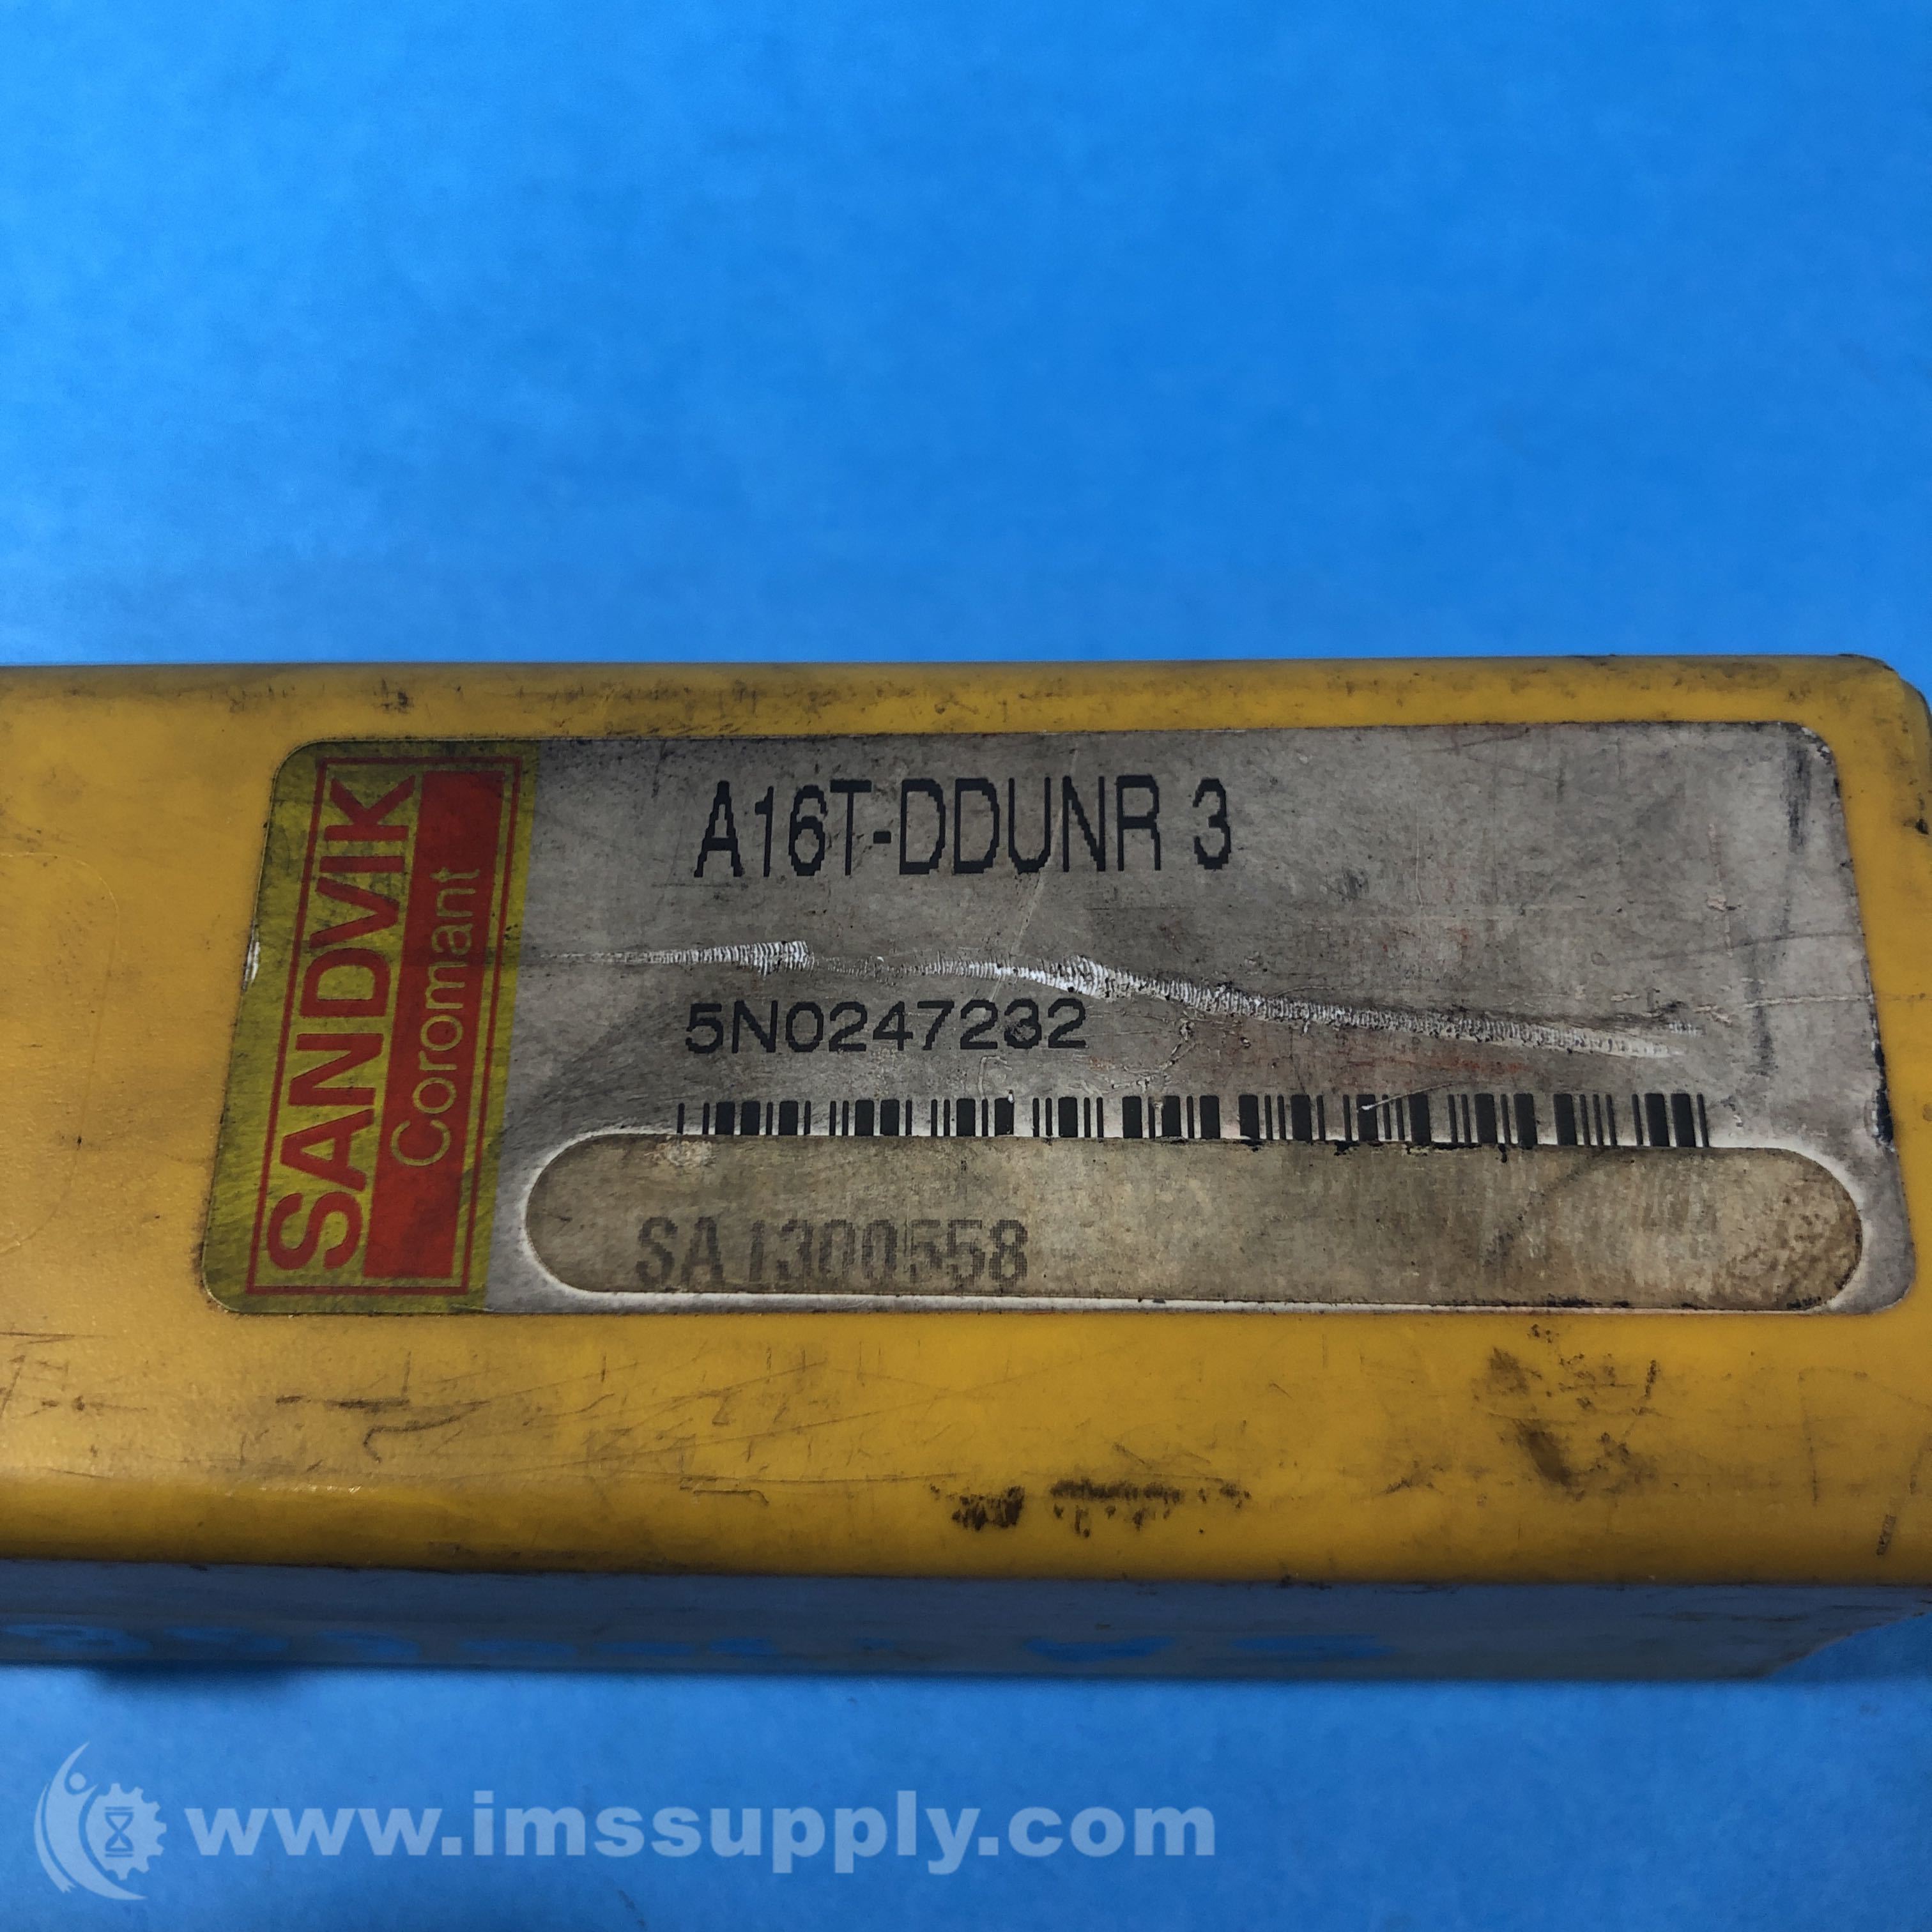 SANDVIK
Coromant
A16T-DDUNR 3
5N0247232
SA1300558
www.imssupply.com